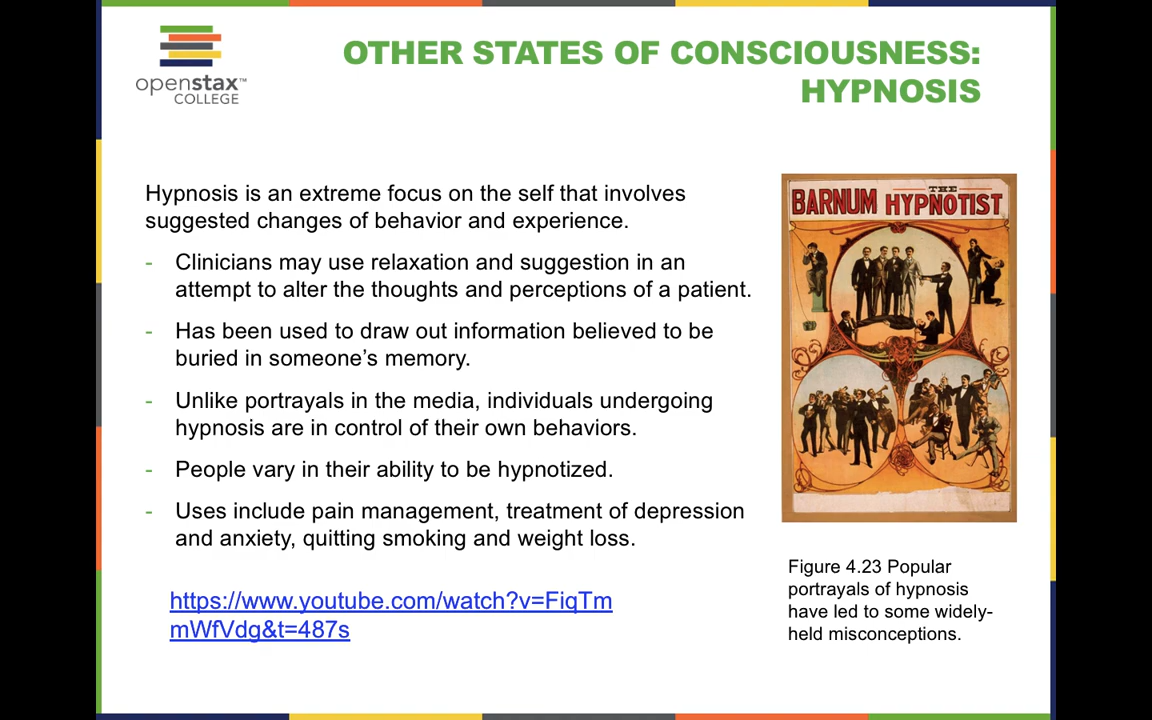 openstax™
COLLEGE
OTHER STATES OF CONSCIOUSNESS:
HYPNOSIS
Hypnosis is an extreme focus on the self that involves
suggested changes of behavior and experience.
- Clinicians may use relaxation and suggestion in an
attempt to alter the thoughts and perceptions of a patient.
- Has been used to draw out information believed to be
buried in someone’s memory.
- Unlike portrayals in the media, individuals undergoing
hypnosis are in control of their own behaviors.
- People vary in their ability to be hypnotized.
- Uses include pain management, treatment of depression
and anxiety, quitting smoking and weight loss.
https://www.youtube.com/watch?v=FiqTm
mWfVdg&t=487s
BARNUM THE HYPNOTIST
Figure 4.23 Popular
portrayals of hypnosis
have led to some widely-
held misconceptions.